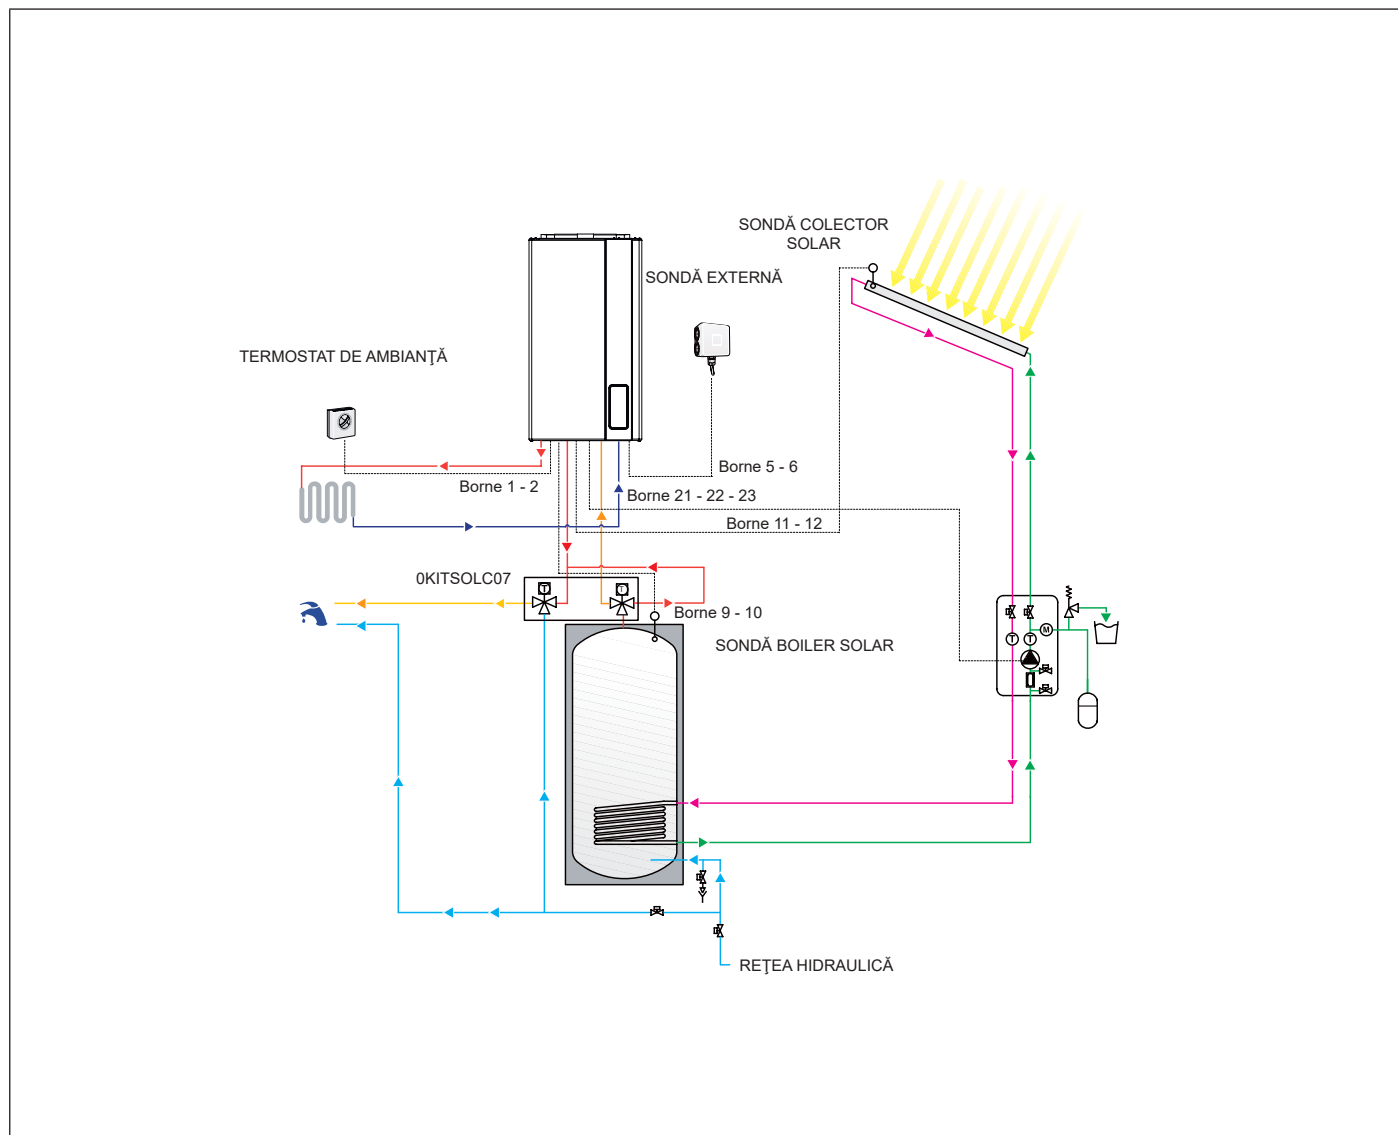 SONDĂ COLECTOR
SOLAR
SONDĂ EXTERNĂ
TERMOSTAT DE AMBIANŢĂ
Borne 5 - 6
Borne 1 - 2
Borne 21 - 22 - 23
Borne 11 - 12
0KITSOLC07
T
T
Borne 9 - 10
SONDĂ BOILER SOLAR
T
T
M
REŢEA HIDRAULICĂ